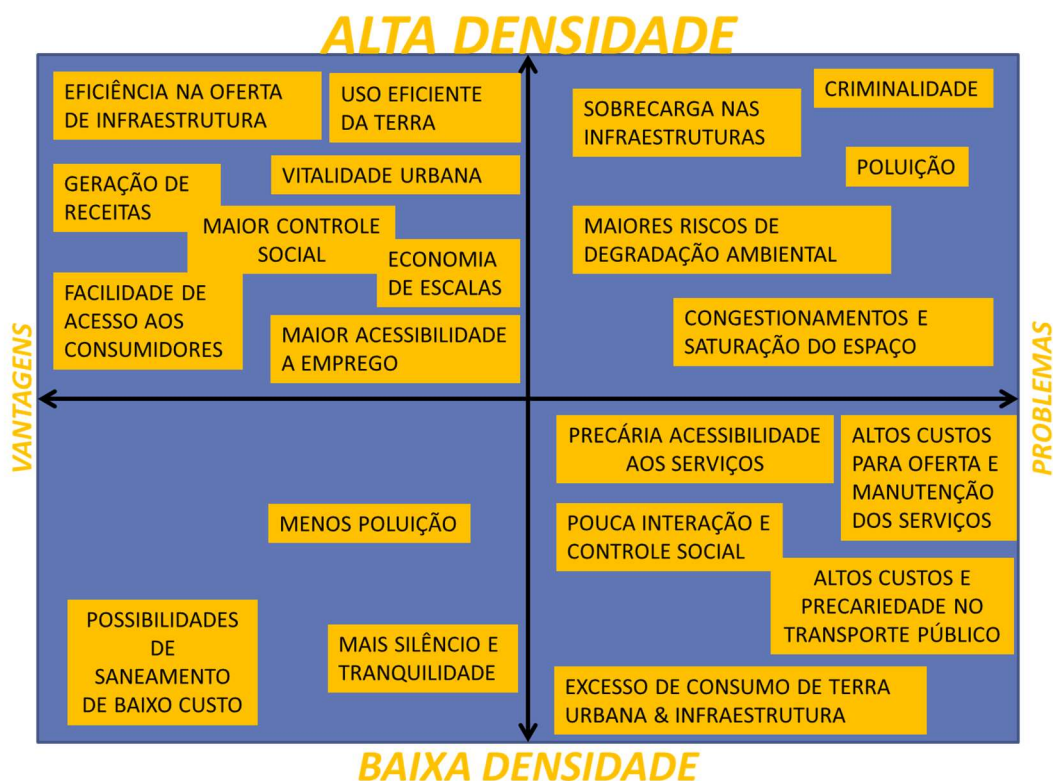 ALTA DENSIDADE
EFICIÊNCIA NA OFERTA
DE INFRAESTRUTURA
USO EFICIENTE
DA TERRA
VITALIDADE URBANA
GERAÇÃO DE
RECEITAS
MAIOR CONTROLE
SOCIAL
ECONOMIA
DE ESCALAS
FACILIDADE DE
ACESSO AOS
CONSUMIDORES
MAIOR ACESSIBILIDADE
A EMPREGO
CRIMINALIDADE
SOBRECARGA NAS
INFRAESTRUTURAS
POLUIÇÃO
MAIORES RISCOS DE
DEGRADAÇÃO AMBIENTAL
CONGESTIONAMENTOS E
SATURAÇÃO DO ESPAÇO
VANTAGENS
PROBLEMAS
MENOS POLUIÇÃO
POSSIBILIDADES
DE
SANEAMENTO
DE BAIXO CUSTO
MAIS SILÊNCIO E
TRANQUILIDADE
PRECÁRIA ACESSIBILIDADE
AOS SERVIÇOS
ALTOS CUSTOS
PARA OFERTA E
MANUTENÇÃO
DOS SERVIÇOS
POUCA INTERAÇÃO E
CONTROLE SOCIAL
ALTOS CUSTOS E
PRECARIEDADE NO
TRANSPORTE PÚBLICO
EXCESSO DE CONSUMO DE TERRA
URBANA & INFRAESTRUTURA
BAIXA DENSIDADE